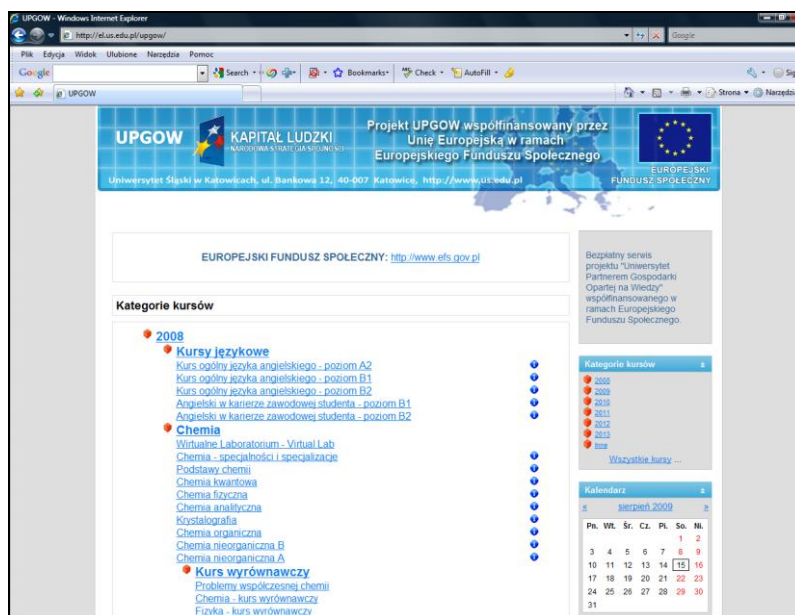 UPGOW - Windows Internet Explorer
http://el.us.edu.pl/upgow/
Google
Plik Edycja Widok Ulubione Narzędzia Pomoc
Google Search Bookmarks Check AutoFill
UPGOW
Strona Narzędzia
UPGOW
KAPITAŁ LUDZKI
NARODOWA STRATEGIA SPÓJNOŚCI
Projekt UPGOW współfinansowany przez
Unię Europejską w ramach
Europejskiego Funduszu Społecznego
EUROPEJSKI
FUNDUSZ SPOŁECZNY
Uniwersytet Śląski w Katowicach, ul. Bankowa 12, 40-007 Katowice, http://www.us.edu.pl
EUROPEJSKI FUNDUSZ SPOŁECZNY: http://www.efs.gov.pl
Kategorie kursów
2008
Kursy językowe
Kurs ogólny języka angielskiego - poziom A2
Kurs ogólny języka angielskiego - poziom B1
Kurs ogólny języka angielskiego - poziom B2
Angielski w karierze zawodowej studenta - poziom B1
Angielski w karierze zawodowej studenta - poziom B2
Chemia
Wirtualne Laboratorium - Virtual Lab
Chemia - specjalności i specjalizacje
Podstawy chemii
Chemia kwantowa
Chemia fizyczna
Chemia analityczna
Krystalografia
Chemia organiczna
Chemia nieorganiczna B
Chemia nieorganiczna A
Kurs wyrównawczy
Problemy współczesnej chemii
Chemia - kurs wyrównawczy
Fizyka - kurs wyrównawczy
Bezpłatny serwis
projektu "Uniwersytet
Partnerem Gospodarki
Opartej na Wiedzy"
współfinansowanego w
ramach Europejskiego
Funduszu Społecznego.
Kategorie kursów
2008
2009
2010
2011
2012
2013
Inne
Wszystkie kursy ...
Kalendarz
« sierpień 2009 »
Pn. Wt. Śr. Cz. Pi. So. Ni.
1 2
3 4 5 6 7 8 9
10 11 12 13 14 15 16
17 18 19 20 21 22 23
24 25 26 27 28 29 30
31